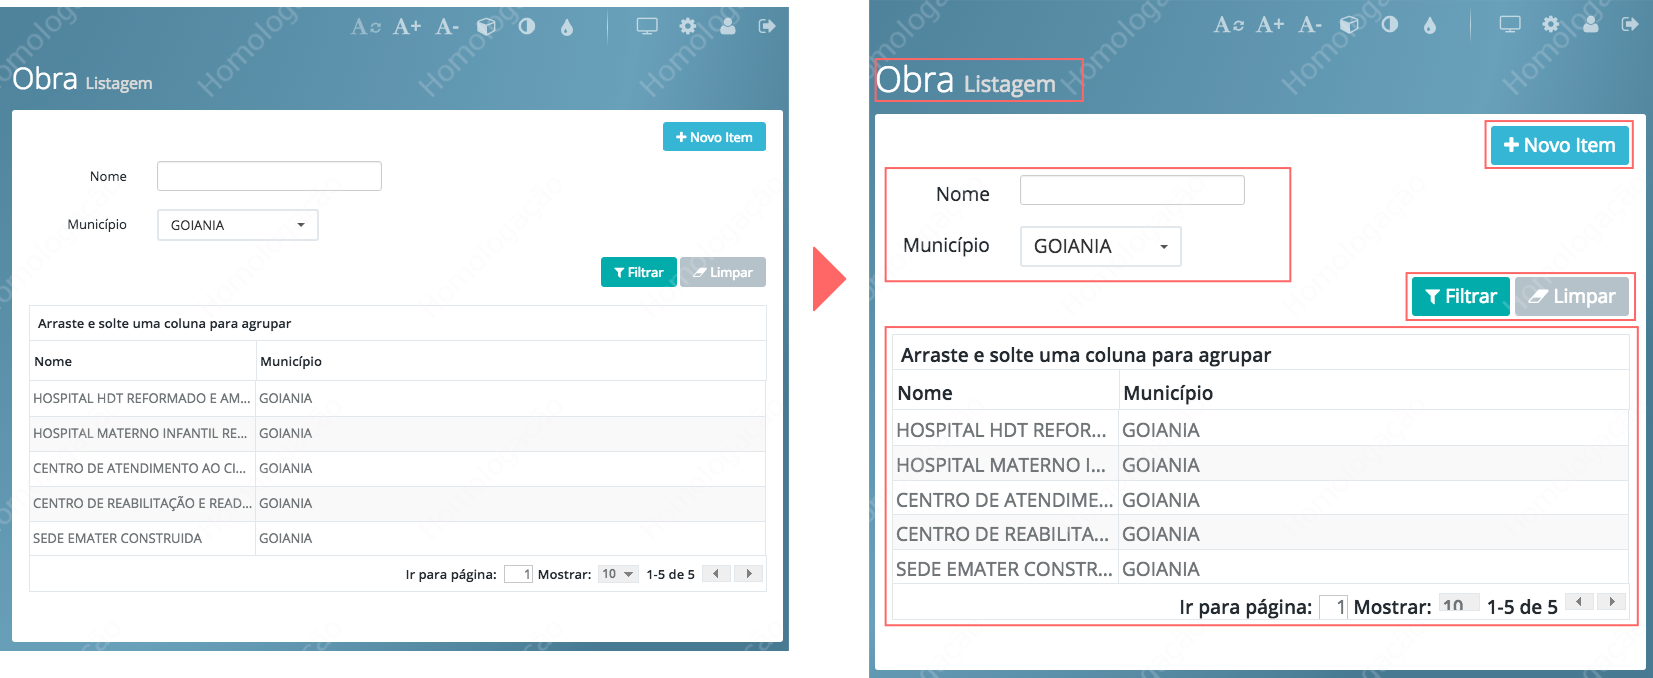 A A+ A-
Obra Listagem
+ Novo Item
Nome
Município GOIANIA
Filtrar Limpar
Arraste e solte uma coluna para agrupar
Nome Município
HOSPITAL HDT REFORMADO E AM... GOIANIA
HOSPITAL MATERNO INFANTIL RE... GOIANIA
CENTRO DE ATENDIMENTO AO CI... GOIANIA
CENTRO DE REABILITAÇÃO E READ... GOIANIA
SEDE EMATER CONSTRUIDA GOIANIA
Ir para página: 1 Mostrar: 10 1-5 de 5
Homologação
A A+ A-
Obra Listagem
+ Novo Item
Nome
Município GOIANIA
Filtrar Limpar
Arraste e solte uma coluna para agrupar
Nome Município
HOSPITAL HDT REFOR... GOIANIA
HOSPITAL MATERNO I... GOIANIA
CENTRO DE ATENDIME... GOIANIA
CENTRO DE REABILITA... GOIANIA
SEDE EMATER CONSTR... GOIANIA
Ir para página: 1 Mostrar: 10 1-5 de 5
Homologação